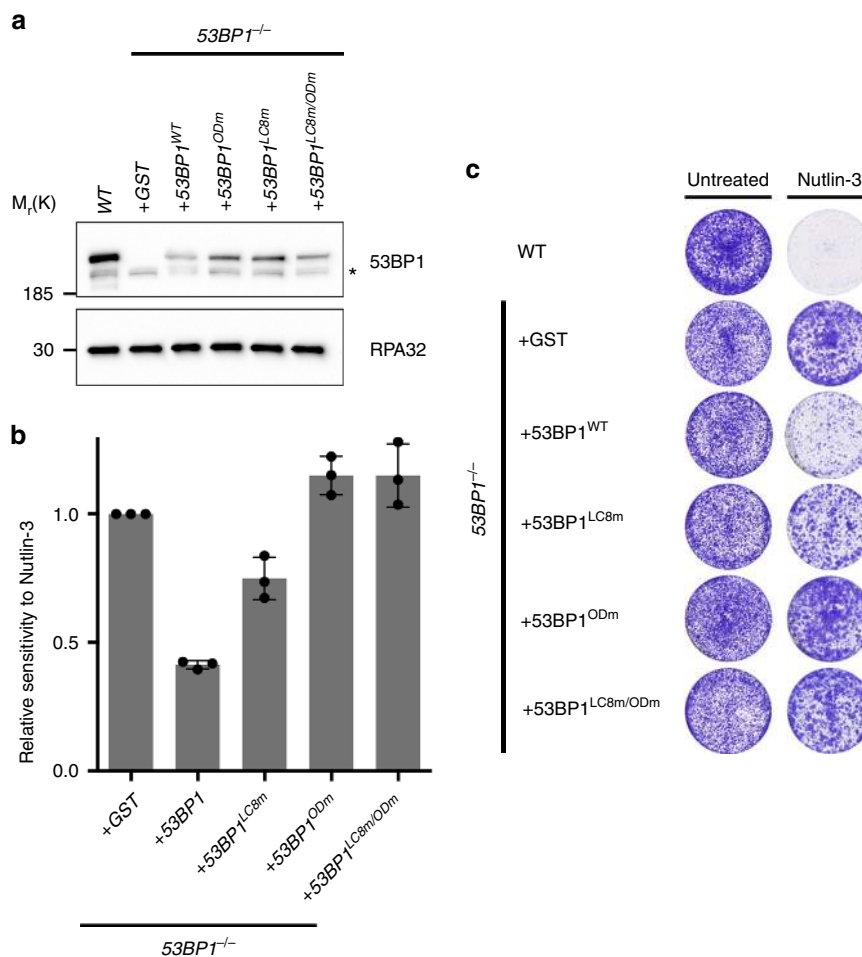 a
53BP1–/–
WT
+GST
+53BP1WT
+53BP1ODm
+53BP1LC8m
+53BP1LC8m/ODm
Mr(K)
53BP1
*
185
30
RPA32
b
Relative sensitivity to Nutlin-3
1.0
0.5
0.0
+GST
+53BP1
+53BP1LC8m
+53BP1ODm
+53BP1LC8m/ODm
53BP1–/–
c
Untreated Nutlin-3
WT
53BP1–/–
+GST
+53BP1WT
+53BP1LC8m
+53BP1ODm
+53BP1LC8m/ODm